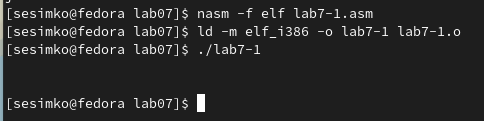 [sesimko@fedora lab07]$ nasm -f elf lab7-1.asm
[sesimko@fedora lab07]$ ld -m elf_i386 -o lab7-1 lab7-1.o
[sesimko@fedora lab07]$ ./lab7-1
[sesimko@fedora lab07]$